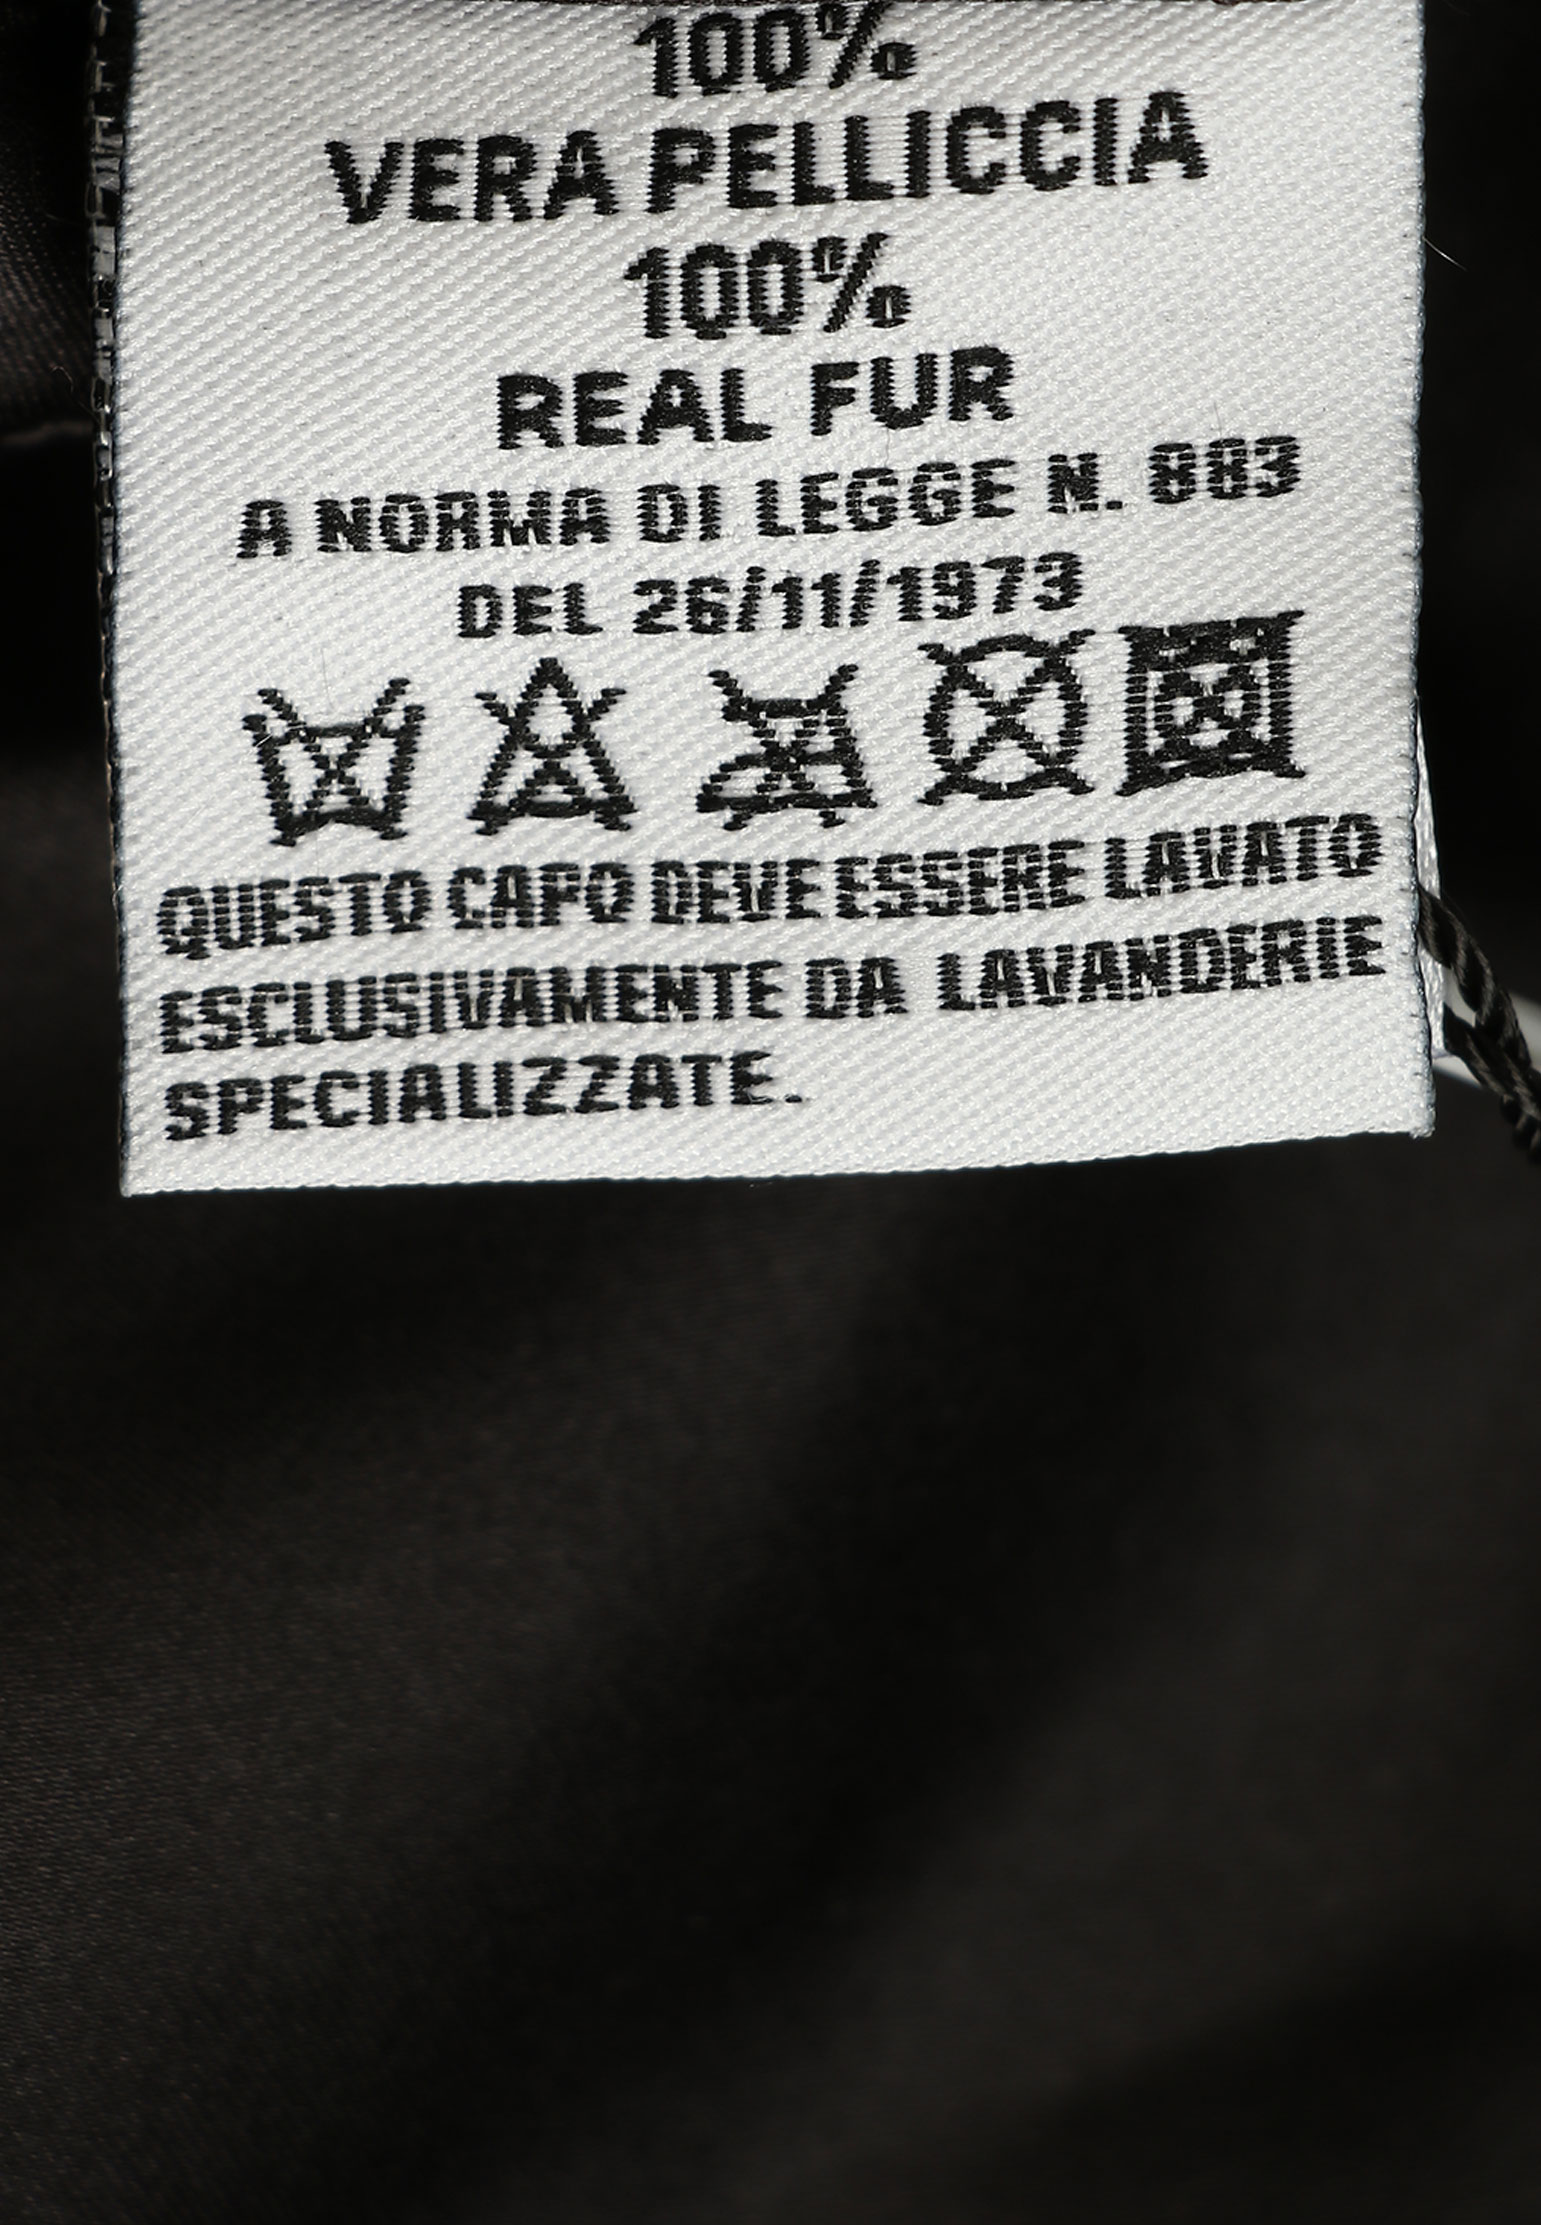 100%
VERA PELLICCIA
100%
REAL FUR
A NORMA DI LEGGE N. 883
DEL 26/11/1973
QUESTO CAPO DEVE ESSERE LAVATO
ESCLUSIVAMENTE DA LAVANDERIE
SPECIALIZZATE.